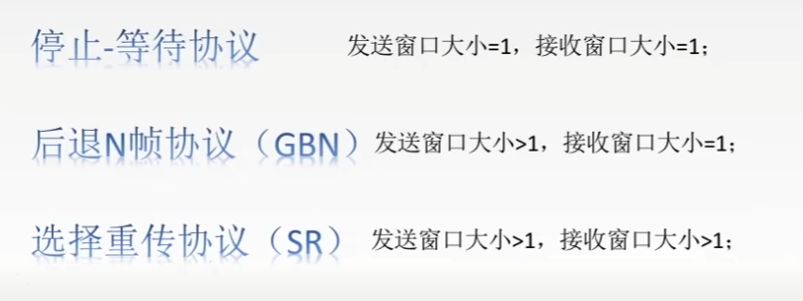 停止-等待协议 发送窗口大小=1，接收窗口大小=1；
后退N帧协议（GBN）发送窗口大小>1，接收窗口大小=1；
选择重传协议（SR） 发送窗口大小>1，接收窗口大小>1；